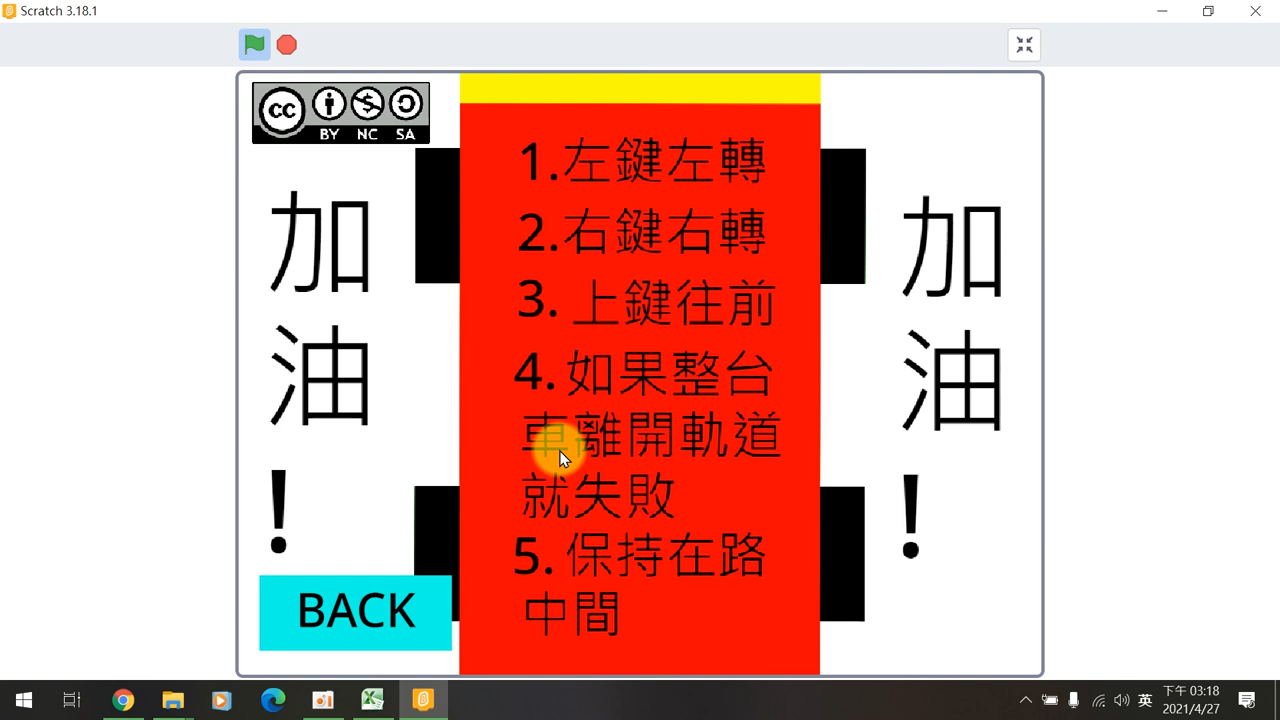 Scratch 3.18.1
cc
BY NC SA
加
油
!
1.左鍵左轉
2.右鍵右轉
3. 上鍵往前
4. 如果整台
車離開軌道
就失敗
5. 保持在路
中間
加
油
!
BACK
英
下午 03:18
2021/4/27